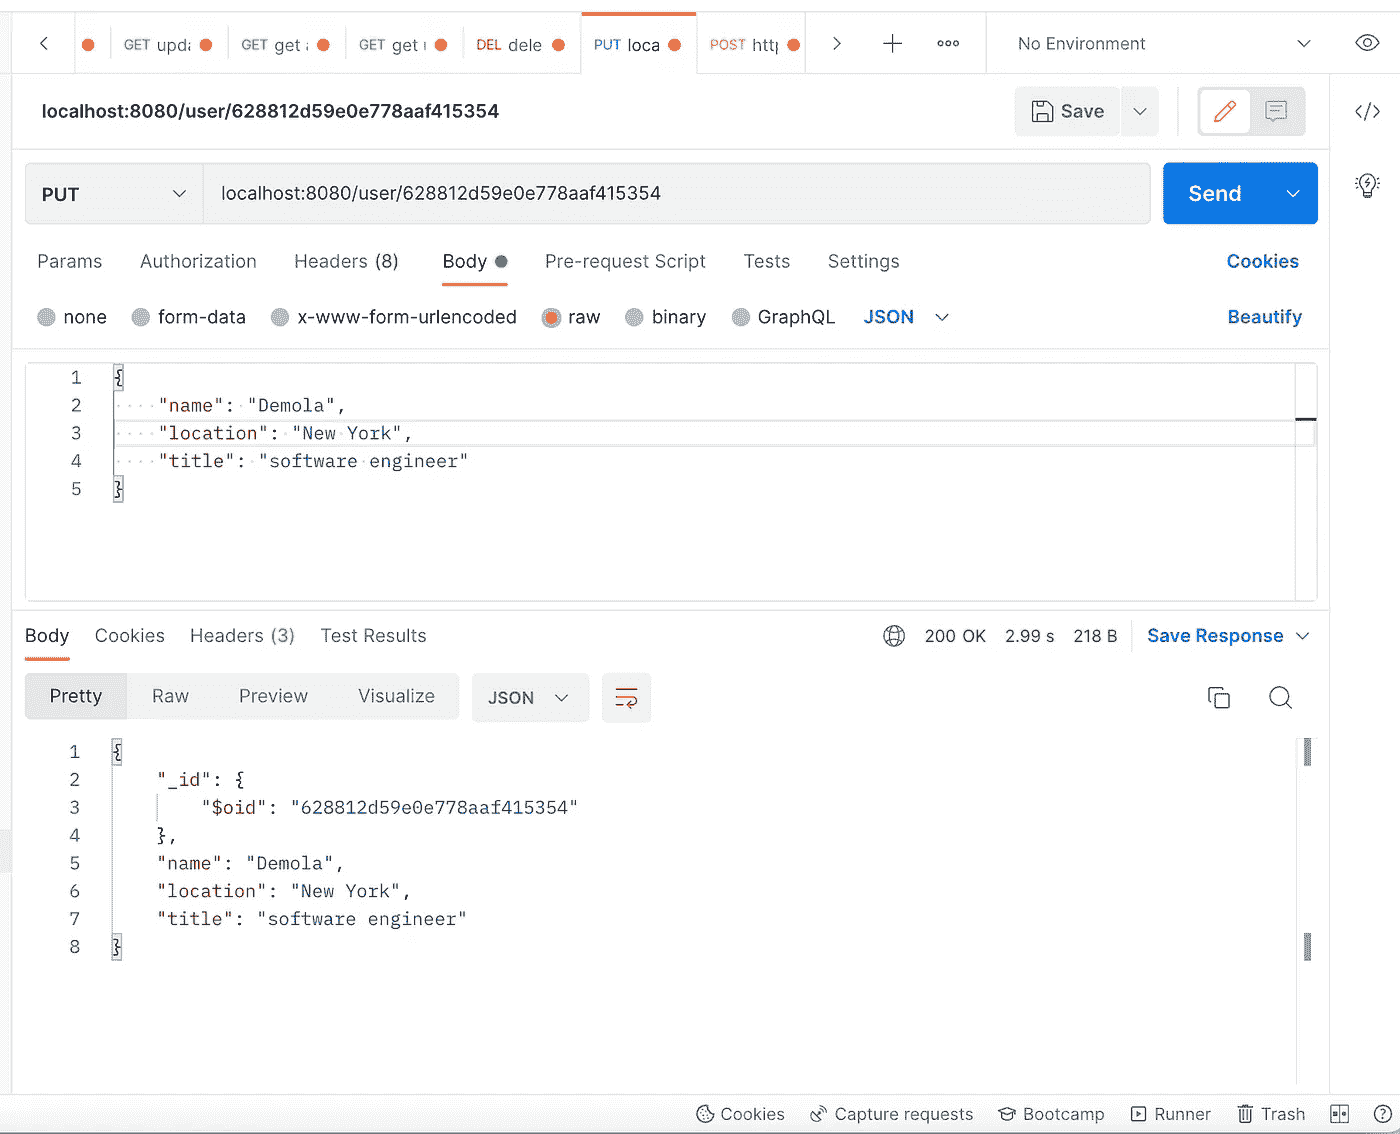 GET upda GET get a GET get DEL dele PUT loca POST http No Environment
localhost:8080/user/628812d59e0e778aaf415354 Save
PUT localhost:8080/user/628812d59e0e778aaf415354 Send
Params Authorization Headers (8) Body Pre-request Script Tests Settings Cookies
none form-data x-www-form-urlencoded raw binary GraphQL JSON Beautify
1 {
2 "name": "Demola",
3 "location": "New York",
4 "title": "software engineer"
5 }
Body Cookies Headers (3) Test Results 200 OK 2.99 s 218 B Save Response
Pretty Raw Preview Visualize JSON
1 {
2 "_id": {
3 "$oid": "628812d59e0e778aaf415354"
4 },
5 "name": "Demola",
6 "location": "New York",
7 "title": "software engineer"
8 }
Cookies Capture requests Bootcamp Runner Trash